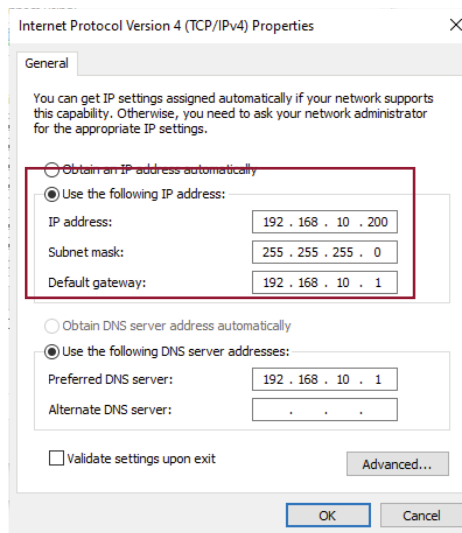 Internet Protocol Version 4 (TCP/IPv4) Properties
General
You can get IP settings assigned automatically if your network supports
this capability. Otherwise, you need to ask your network administrator
for the appropriate IP settings.
Obtain an IP address automatically
Use the following IP address:
IP address: 192 . 168 . 10 . 200
Subnet mask: 255 . 255 . 255 . 0
Default gateway: 192 . 168 . 10 . 1
Obtain DNS server address automatically
Use the following DNS server addresses:
Preferred DNS server: 192 . 168 . 10 . 1
Alternate DNS server: . . .
Validate settings upon exit
Advanced...
OK Cancel